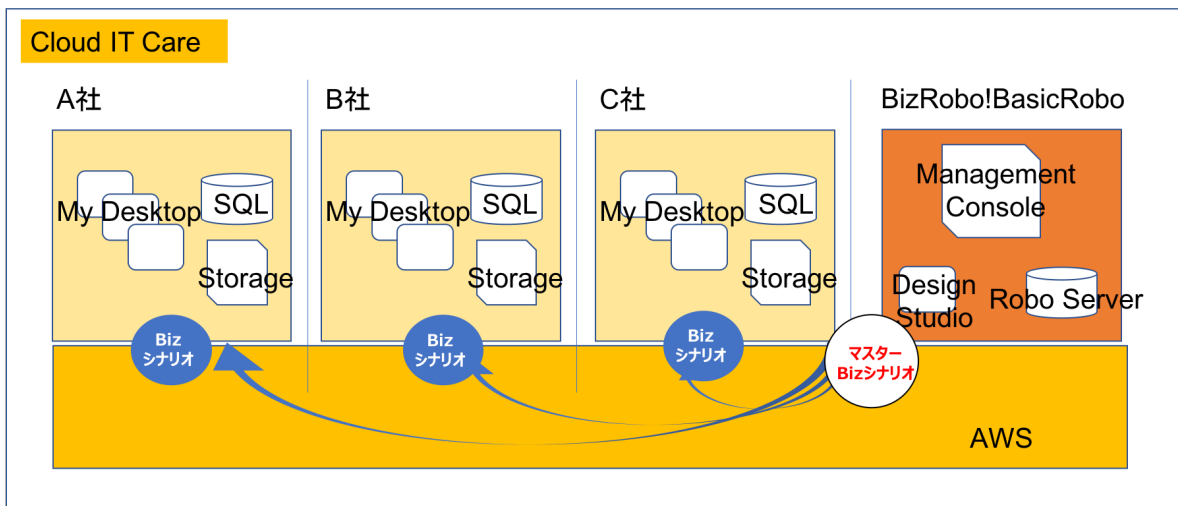 Cloud IT Care
A社
B社
C社
BizRobo!BasicRobo
My Desktop
SQL
Storage
My Desktop
SQL
Storage
My Desktop
SQL
Storage
Management
Console
Design
Studio
Robo Server
Biz
シナリオ
Biz
シナリオ
Biz
シナリオ
マスター
Bizシナリオ
AWS